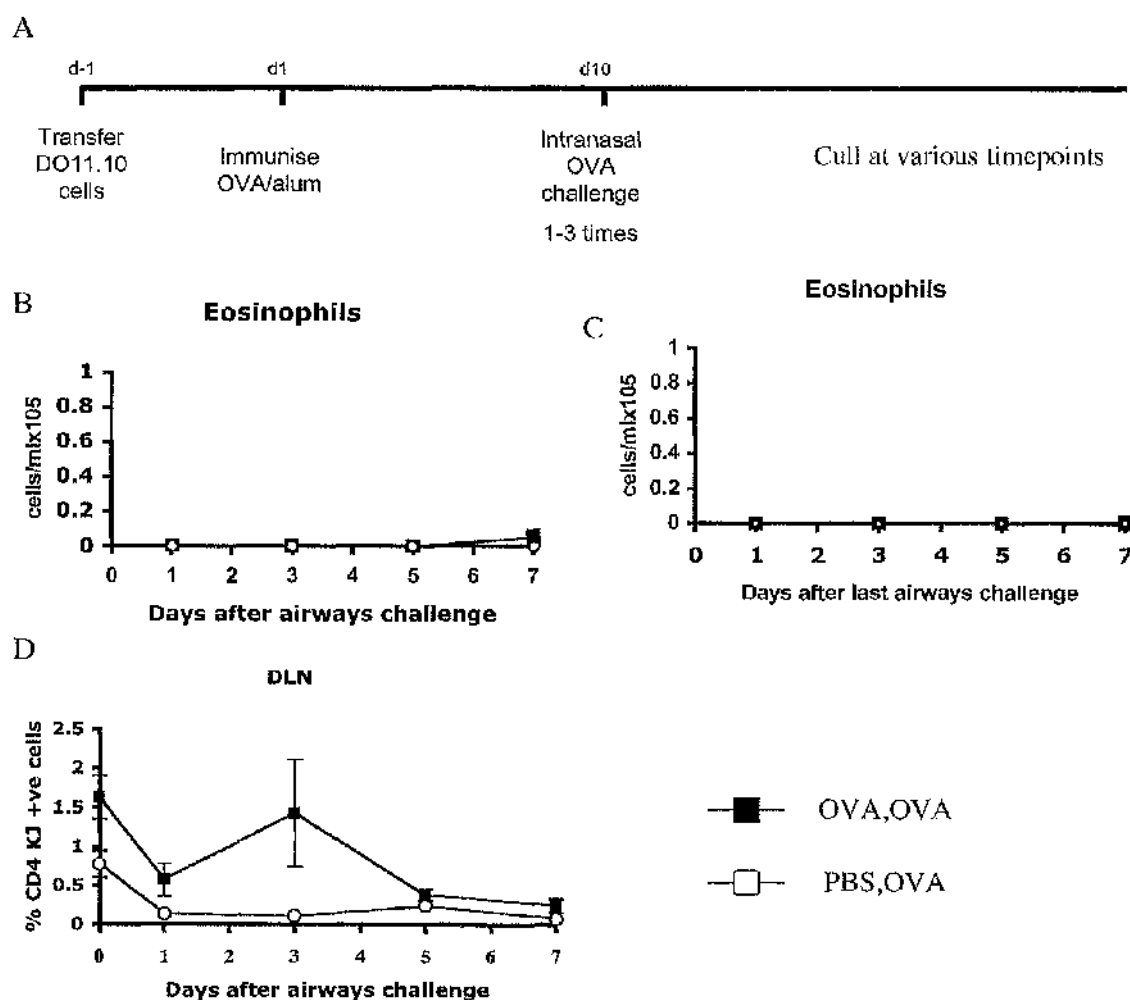 A
d-1 d1 d10
Transfer
DO11.10
cells
Immunise
OVA/alum
Intranasal
OVA
challenge
1-3 times
Cull at various timepoints
B
Eosinophils
cells/mlx105
1
0.8
0.6
0.4
0.2
0
0 1 2 3 4 5 6 7
Days after airways challenge
C
Eosinophils
cells/mlx105
1
0.8
0.6
0.4
0.2
0
0 1 2 3 4 5 6 7
Days after last airways challenge
D
DLN
% CD4 KJ +ve cells
2.5
2
1.5
1
0.5
0
0 1 2 3 4 5 6 7
Days after airways challenge
OVA,OVA
PBS,OVA